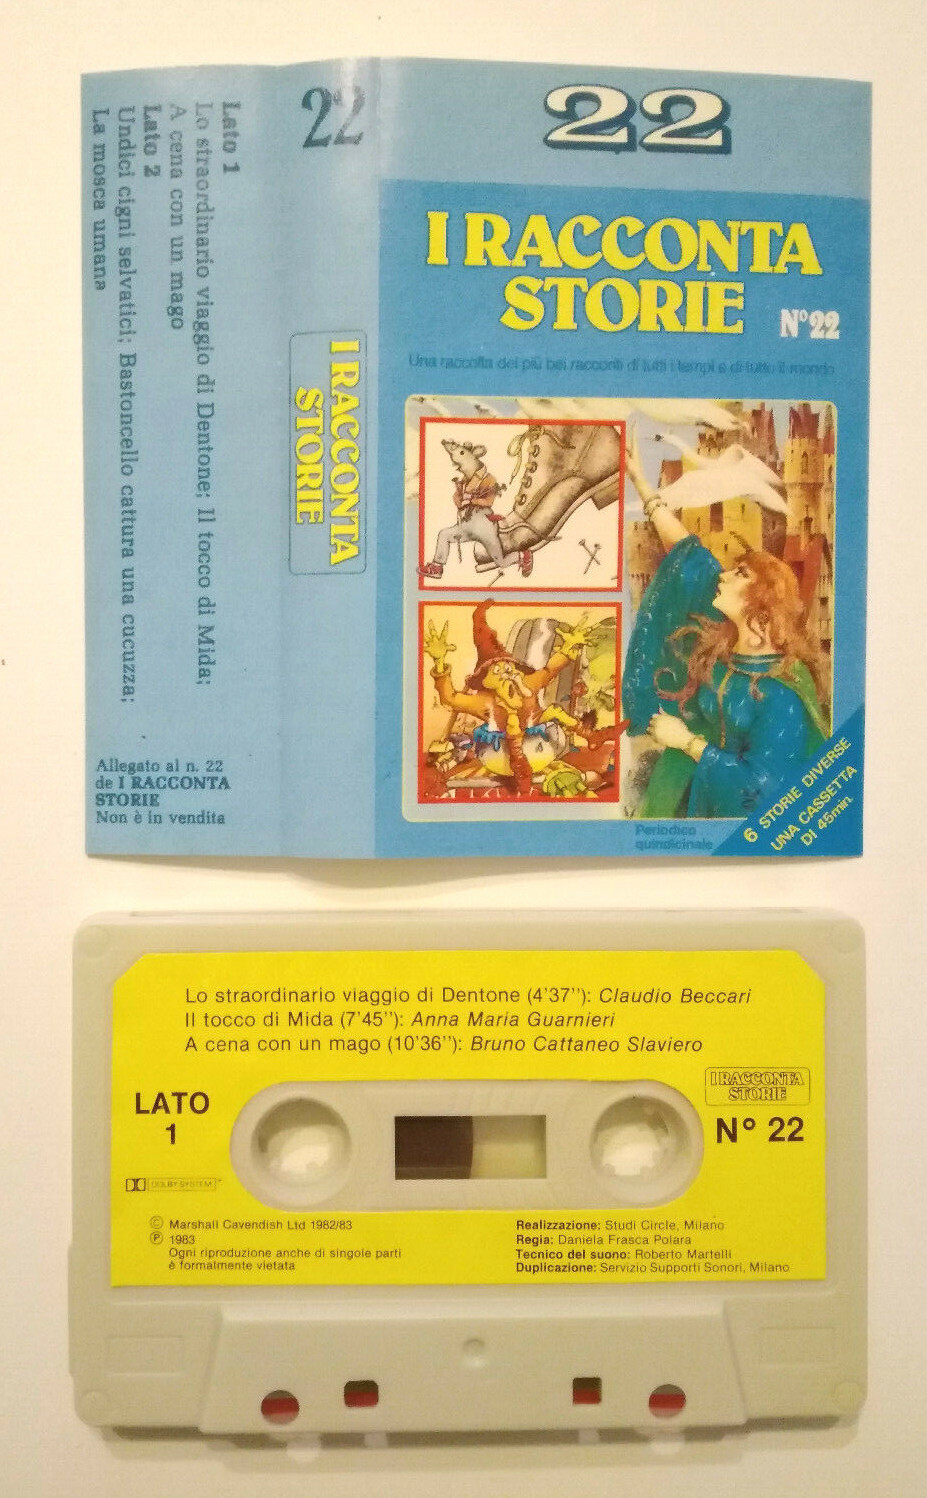 Lato 1
Lo straordinario viaggio di Dentone; Il tocco di Mida;
A cena con un mago
Lato 2
Undici cigni selvatici; Bastoncello cattura una cucuzza;
La mosca umana
Allegato al n. 22
de I RACCONTA
STORIE
Non è in vendita
22
I RACCONTA
STORIE
22
I RACCONTA
STORIE
Nº 22
Una raccolta dei più bei racconti di tutti i tempi e di tutto il mondo
6 STORIE DIVERSE
UNA CASSETTA
DI 45min.
Periodico
quindicinale
Lo straordinario viaggio di Dentone (4'37''): Claudio Beccari
Il tocco di Mida (7'45''): Anna Maria Guarnieri
A cena con un mago (10'36''): Bruno Cattaneo Slaviero
I RACCONTA
STORIE
LATO
1
Nº 22
DOLBY SYSTEM
© Marshall Cavendish Ltd 1982/83
℗ 1983
Ogni riproduzione anche di singole parti
è formalmente vietata
Realizzazione: Studi Circle, Milano
Regia: Daniela Frasca Polara
Tecnico del suono: Roberto Martelli
Duplicazione: Servizio Supporti Sonori, Milano